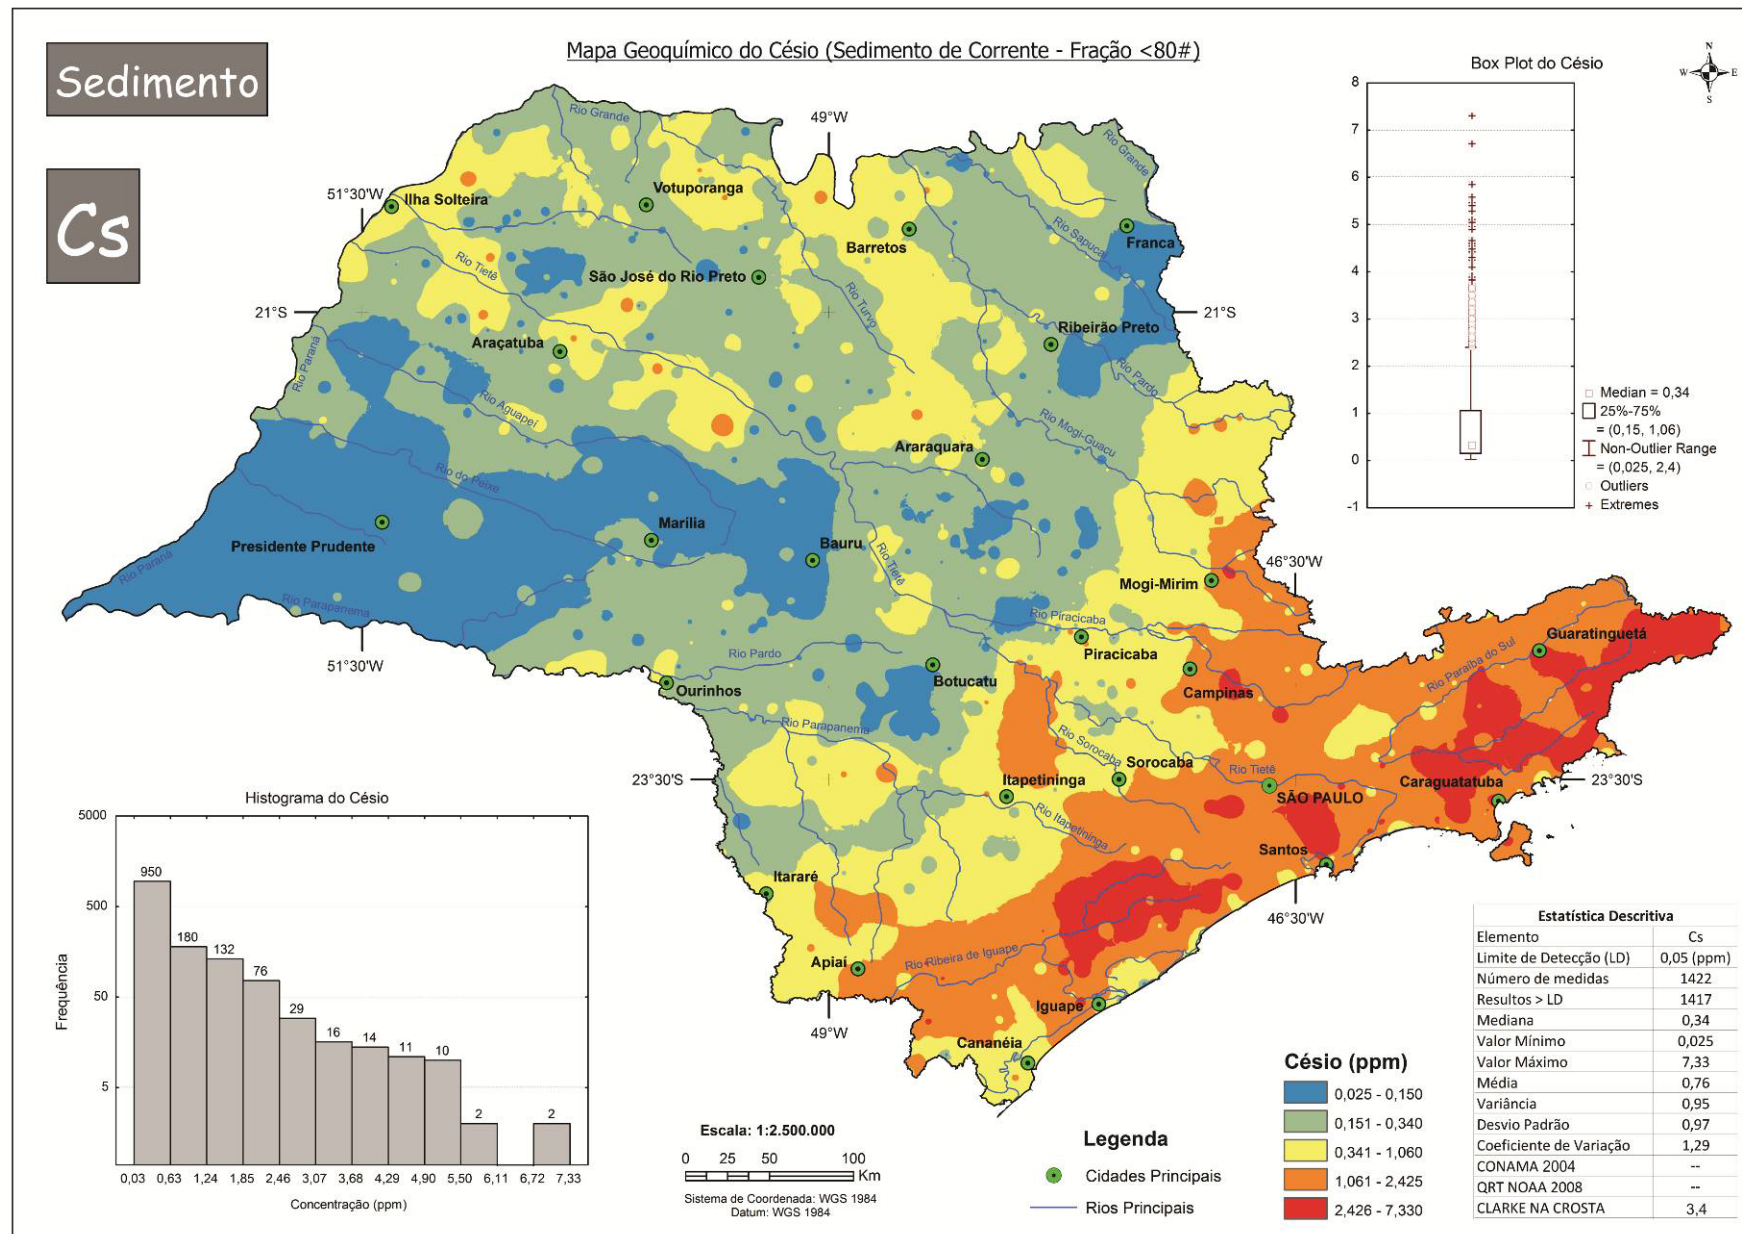 Mapa Geoquímico do Césio (Sedimento de Corrente - Fração <80#)
Sedimento
Cs
Box Plot do Césio
N
W
E
S
8
7
6
5
4
3
2
1
0
-1
Median = 0,34
25%-75%
= (0,15, 1,06)
Non-Outlier Range
= (0,025, 2,4)
Outliers
Extremes
49°W
51°30'W
21°S
21°S
46°30'W
51°30'W
23°30'S
23°30'S
46°30'W
49°W
Rio Grande
Rio Grande
Ilha Solteira
Votuporanga
Barretos
Franca
Rio Sapucaí
Rio Tietê
São José do Rio Preto
Rio Turvo
Ribeirão Preto
Araçatuba
Rio Paraná
Rio Pardo
Rio Aguapeí
Rio Mogi-Guacu
Araraquara
Rio do Peixe
Marília
Presidente Prudente
Bauru
Rio Tietê
Rio Paraná
Mogi-Mirim
Rio Parapanema
Rio Piracicaba
Guaratinguetá
Piracicaba
Rio Paraíba do Sul
Rio Pardo
Botucatu
Campinas
Ourinhos
Rio Parapanema
Rio Sorocaba
Sorocaba
Rio Tietê
Itapetininga
Caraguatatuba
SÃO PAULO
Rio Itapetininga
Santos
Itararé
Apiaí
Rio Ribeira de Iguape
Iguape
Cananéia
Histograma do Césio
5000
500
50
5
Frequência
950
180
132
76
29
16
14
11
10
2
2
0,03 0,63 1,24 1,85 2,46 3,07 3,68 4,29 4,90 5,50 6,11 6,72 7,33
Concentração (ppm)
Escala: 1:2.500.000
0 25 50 100
Km
Sistema de Coordenada: WGS 1984
Datum: WGS 1984
Legenda
Cidades Principais
Rios Principais
Césio (ppm)
0,025 - 0,150
0,151 - 0,340
0,341 - 1,060
1,061 - 2,425
2,426 - 7,330
Estatística Descritiva
Elemento Cs
Limite de Detecção (LD) 0,05 (ppm)
Número de medidas 1422
Resultos > LD 1417
Mediana 0,34
Valor Mínimo 0,025
Valor Máximo 7,33
Média 0,76
Variância 0,95
Desvio Padrão 0,97
Coeficiente de Variação 1,29
CONAMA 2004 --
QRT NOAA 2008 --
CLARKE NA CROSTA 3,4